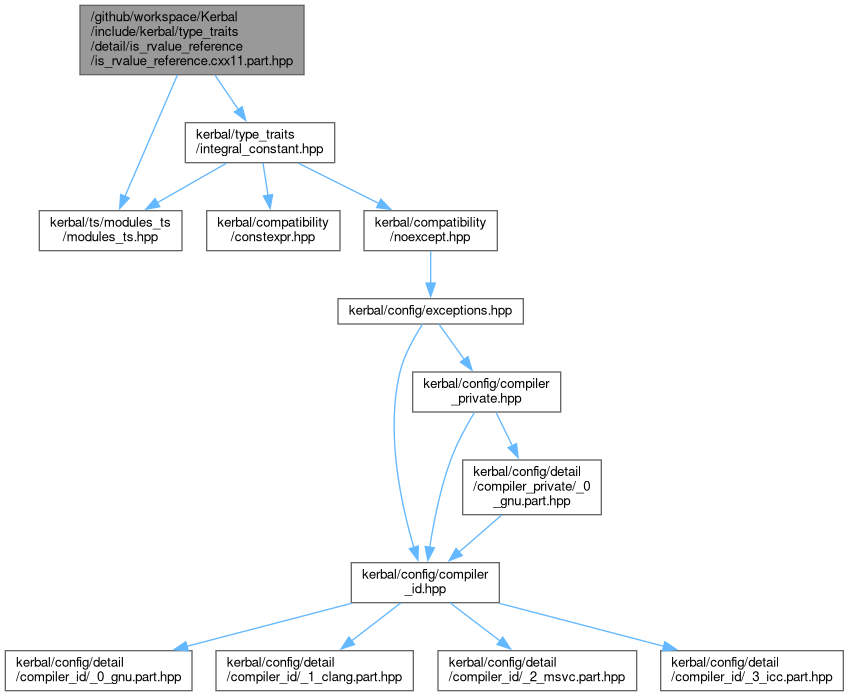 /github/workspace/Kerbal
/include/kerbal/type_traits
/detail/is_rvalue_reference
/is_rvalue_reference.cxx11.part.hpp
kerbal/type_traits
/integral_constant.hpp
kerbal/ts/modules_ts
/modules_ts.hpp
kerbal/compatibility
/constexpr.hpp
kerbal/compatibility
/noexcept.hpp
kerbal/config/exceptions.hpp
kerbal/config/compiler
_private.hpp
kerbal/config/detail
/compiler_private/_0
_gnu.part.hpp
kerbal/config/compiler
_id.hpp
kerbal/config/detail
/compiler_id/_0_gnu.part.hpp
kerbal/config/detail
/compiler_id/_1_clang.part.hpp
kerbal/config/detail
/compiler_id/_2_msvc.part.hpp
kerbal/config/detail
/compiler_id/_3_icc.part.hpp